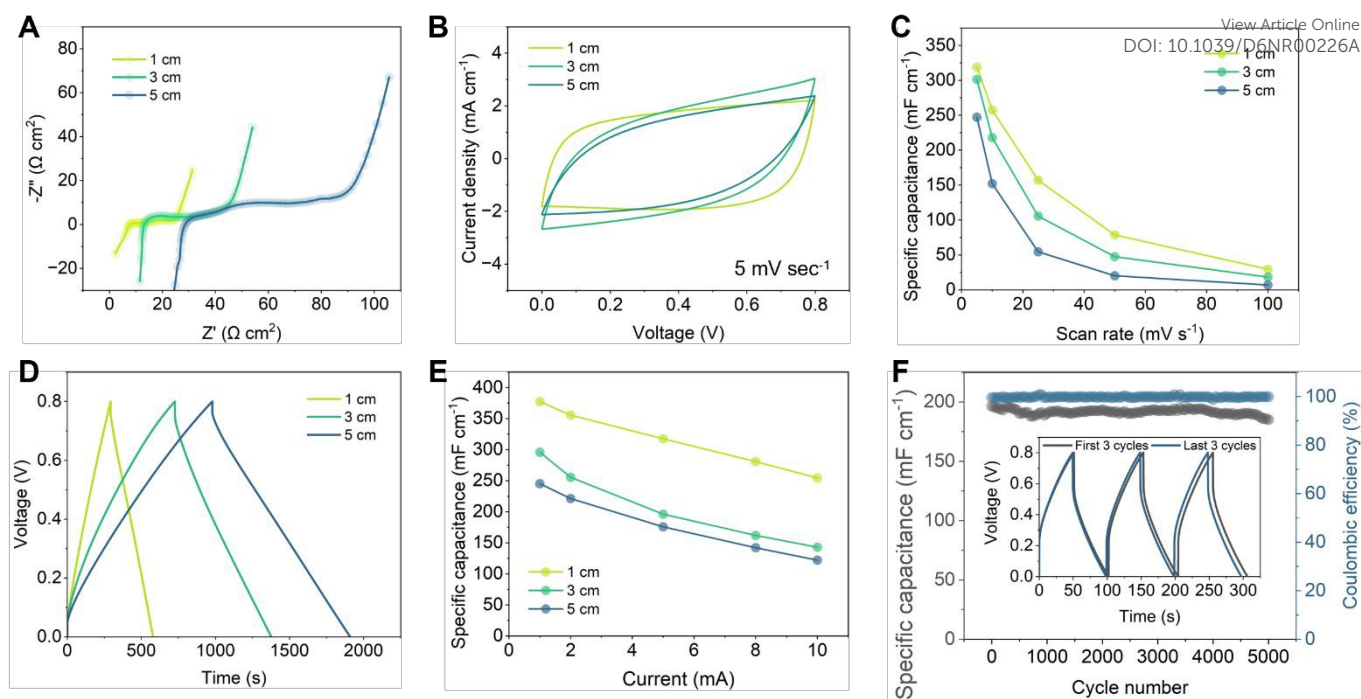 View Article Online
DOI: 10.1039/D6NR00226A
A
80
60
40
20
0
−20
-Z" (Ω cm²)
0 20 40 60 80 100
Z' (Ω cm²)
1 cm
3 cm
5 cm
B
4
2
0
−2
−4
Current density (mA cm⁻¹)
0.0 0.2 0.4 0.6 0.8
Voltage (V)
1 cm
3 cm
5 cm
5 mV sec⁻¹
C
350
300
250
200
150
100
50
0
Specific capacitance (mF cm⁻¹)
0 20 40 60 80 100
Scan rate (mV s⁻¹)
1 cm
3 cm
5 cm
D
1.0
0.8
0.6
0.4
0.2
0.0
Voltage (V)
0 500 1000 1500 2000
Time (s)
1 cm
3 cm
5 cm
E
400
350
300
250
200
150
100
50
0
Specific capacitance (mF cm⁻¹)
0 2 4 6 8 10
Current (mA)
1 cm
3 cm
5 cm
F
200
175
150
125
100
75
50
25
0
Specific capacitance (mF cm⁻¹)
0 1000 2000 3000 4000 5000
Cycle number
100
80
60
40
20
0
Coulombic efficiency (%)
First 3 cycles Last 3 cycles
0.8
0.6
0.4
0.2
0.0
Voltage (V)
0 50 100 150 200 250 300
Time (s)